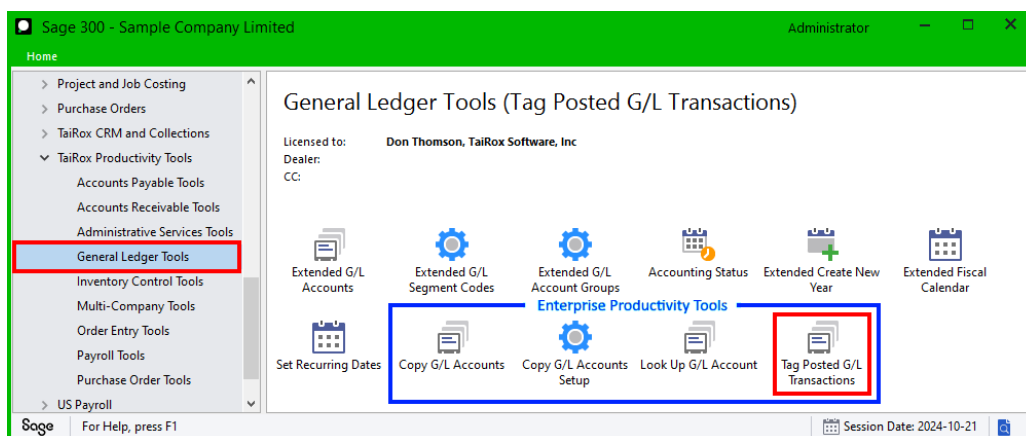 Sage 300 - Sample Company Limited
Administrator
Home
Project and Job Costing
Purchase Orders
TaiRox CRM and Collections
TaiRox Productivity Tools
Accounts Payable Tools
Accounts Receivable Tools
Administrative Services Tools
General Ledger Tools
Inventory Control Tools
Multi-Company Tools
Order Entry Tools
Payroll Tools
Purchase Order Tools
US Payroll
General Ledger Tools (Tag Posted G/L Transactions)
Licensed to: Don Thomson, TaiRox Software, Inc
Dealer:
CC:
Extended G/L
Accounts
Extended G/L
Segment Codes
Extended G/L
Account Groups
Accounting Status
Extended Create New
Year
Extended Fiscal
Calendar
Enterprise Productivity Tools
Set Recurring Dates
Copy G/L Accounts
Copy G/L Accounts
Setup
Look Up G/L Account
Tag Posted G/L
Transactions
Sage
For Help, press F1
Session Date: 2024-10-21